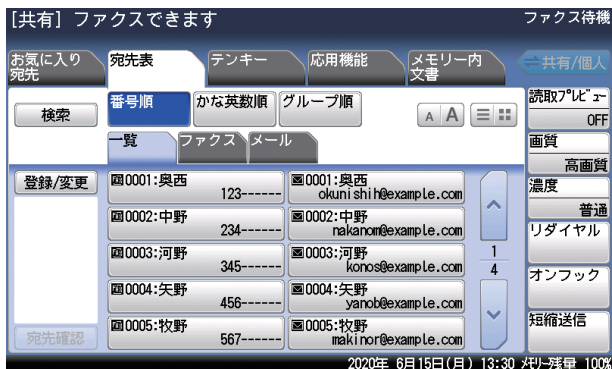 [共有] ファクスできます
ファクス待機
お気に入り
宛先
宛先表
テンキー
応用機能
メモリー内
文書
共有/個人
検索
番号順
かな英数順
グループ順
A A
一覧
ファクス
メール
登録/変更
0001:奥西
123------
0001:奥西
okunishih@example.com
0002:中野
234------
0002:中野
nakanom@example.com
0003:河野
345------
0003:河野
konos@example.com
0004:矢野
456------
0004:矢野
yanob@example.com
0005:牧野
567------
0005:牧野
makinor@example.com
1
4
宛先確認
読取プレビュー
OFF
画質
高画質
濃度
普通
リダイヤル
オンフック
短縮送信
2020年 6月15日(月) 13:30 メモリー残量 100%